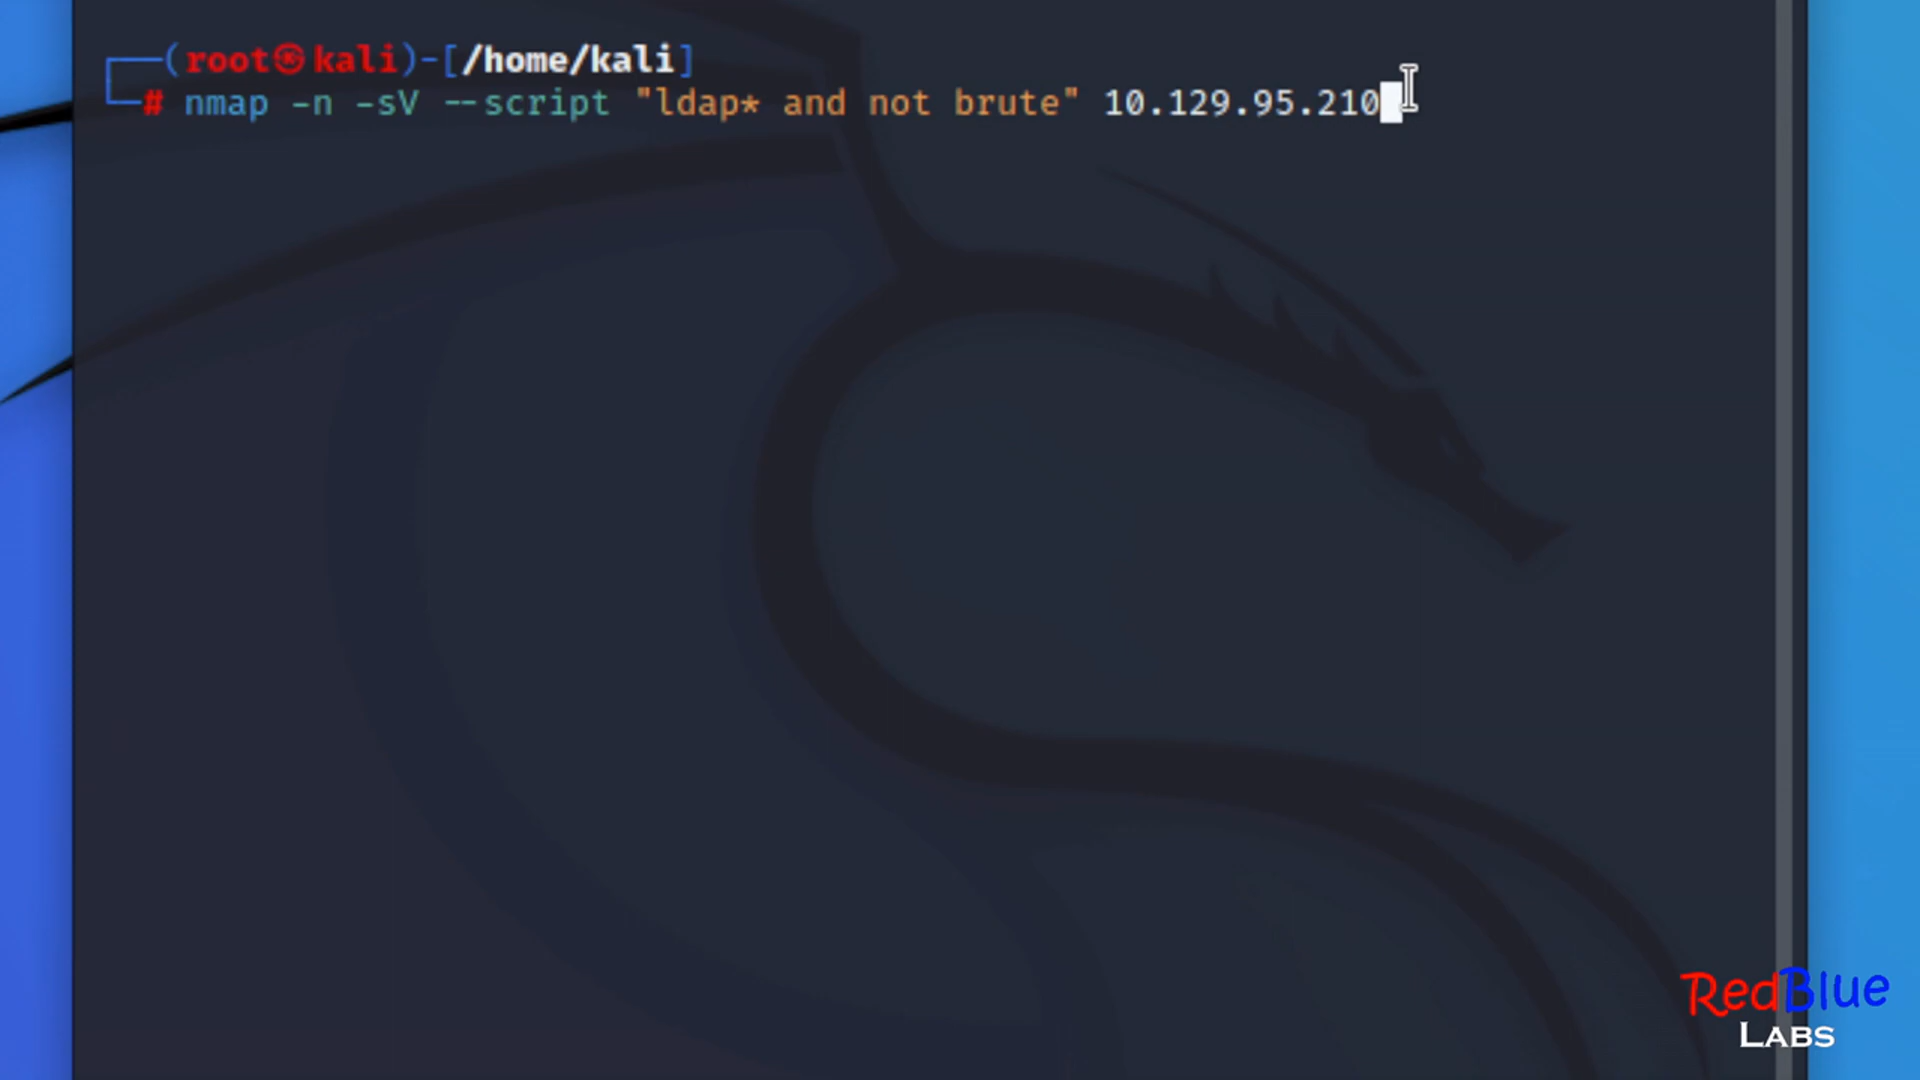 (root㉿kali)-[/home/kali]
# nmap -n -sV --script "ldap* and not brute" 10.129.95.210
RedBlue
LABS